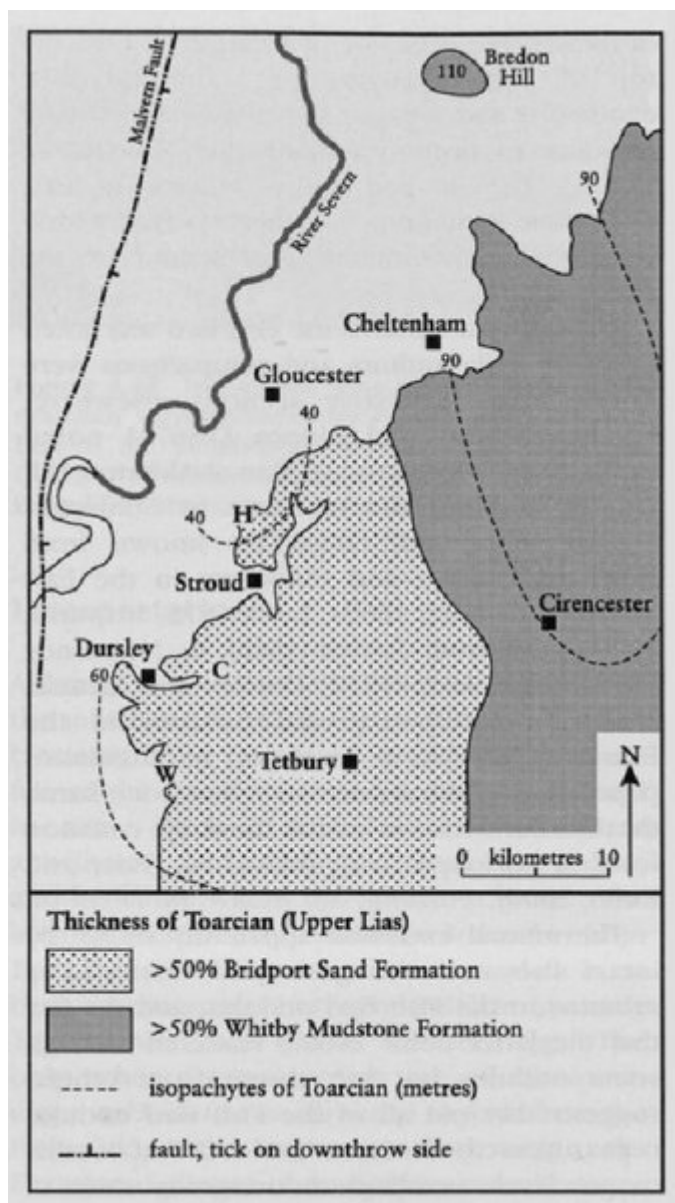 110
Bredon
Hill
Malvern Fault
River Severn
90
Cheltenham
90
Gloucester
40
H
40
Stroud
Cirencester
Dursley
60
C
W
Tetbury
N
0 kilometres 10
Thickness of Toarcian (Upper Lias)
>50% Bridport Sand Formation
>50% Whitby Mudstone Formation
isopachytes of Toarcian (metres)
fault, tick on downthrow side